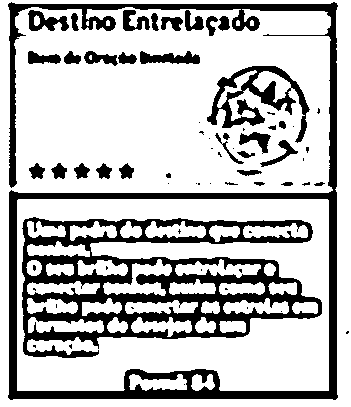 Destino Entrelaçado
Item de Oração Limitada
Uma pedra do destino que conecta
sonhos.
O seu brilho pode entrelaçar e
conectar sonhos, assim como seu
brilho pode conectar as estrelas em
formatos de desejos de um
coração.
Possui: 84